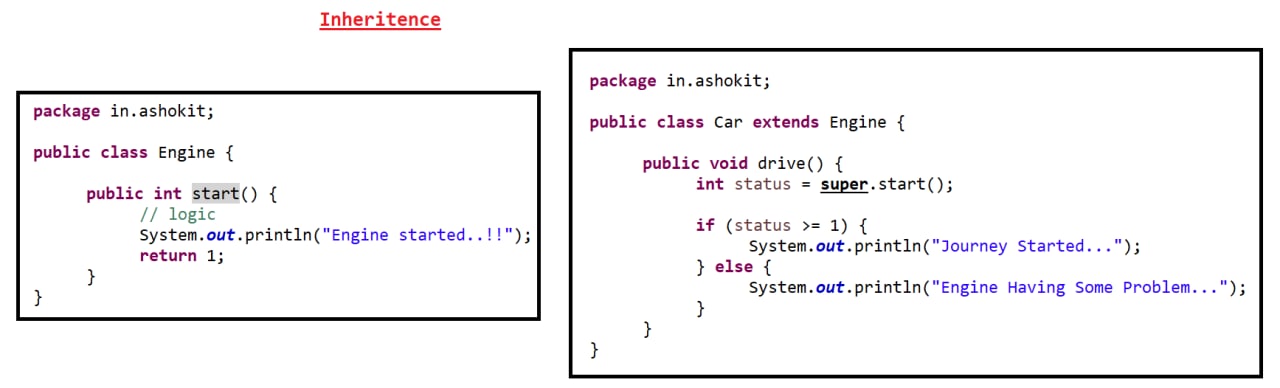 Inheritence
package in.ashokit;
public class Engine {
public int start() {
// logic
System.out.println("Engine started..!!");
return 1;
}
}
package in.ashokit;
public class Car extends Engine {
public void drive() {
int status = super.start();
if (status >= 1) {
System.out.println("Journey Started...");
} else {
System.out.println("Engine Having Some Problem...");
}
}
}